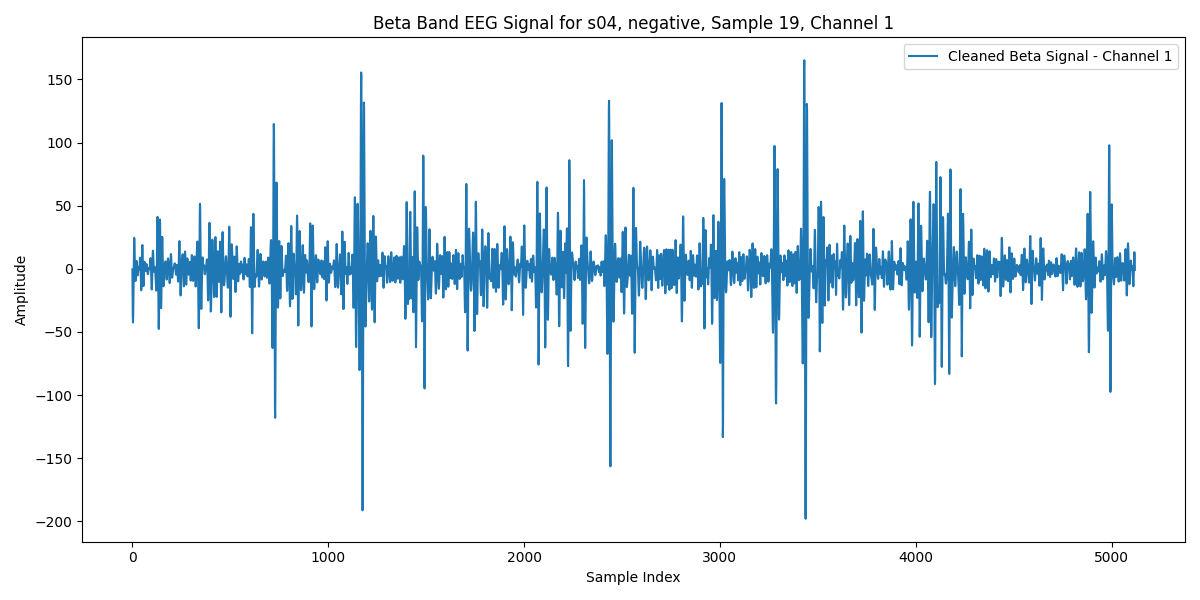 Beta Band EEG Signal for s04, negative, Sample 19, Channel 1
Cleaned Beta Signal - Channel 1
Amplitude
150
100
50
0
−50
−100
−150
−200
0 1000 2000 3000 4000 5000
Sample Index